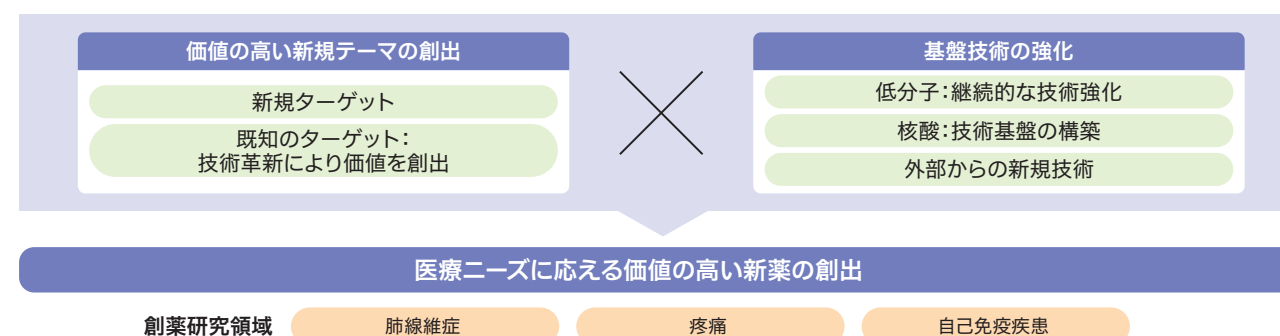 価値の高い新規テーマの創出
新規ターゲット
既知のターゲット：
技術革新により価値を創出
基盤技術の強化
低分子：継続的な技術強化
核酸：技術基盤の構築
外部からの新規技術
医療ニーズに応える価値の高い新薬の創出
創薬研究領域 肺線維症 疼痛 自己免疫疾患